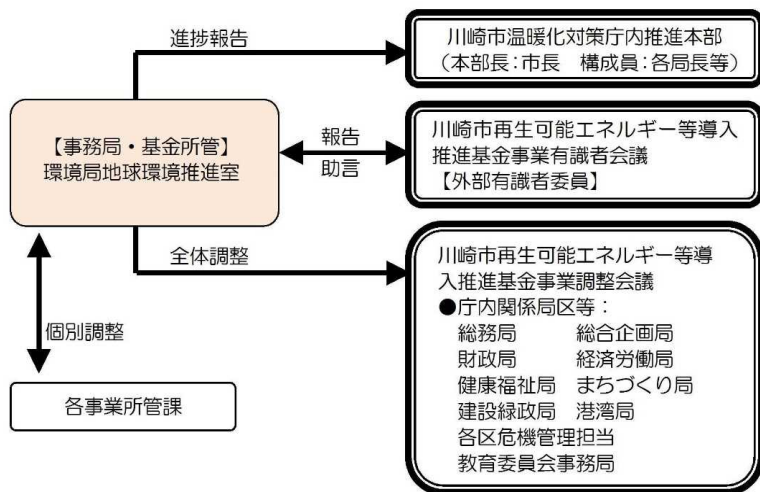 進捗報告
川崎市温暖化対策庁内推進本部
（本部長：市長　構成員：各局長等）
【事務局・基金所管】
環境局地球環境推進室
報告
助言
川崎市再生可能エネルギー等導入
推進基金事業有識者会議
【外部有識者委員】
全体調整
川崎市再生可能エネルギー等導
入推進基金事業調整会議
●庁内関係局区等：
総務局　総合企画局
財政局　経済労働局
健康福祉局　まちづくり局
建設緑政局　港湾局
各区危機管理担当
教育委員会事務局
個別調整
各事業所管課